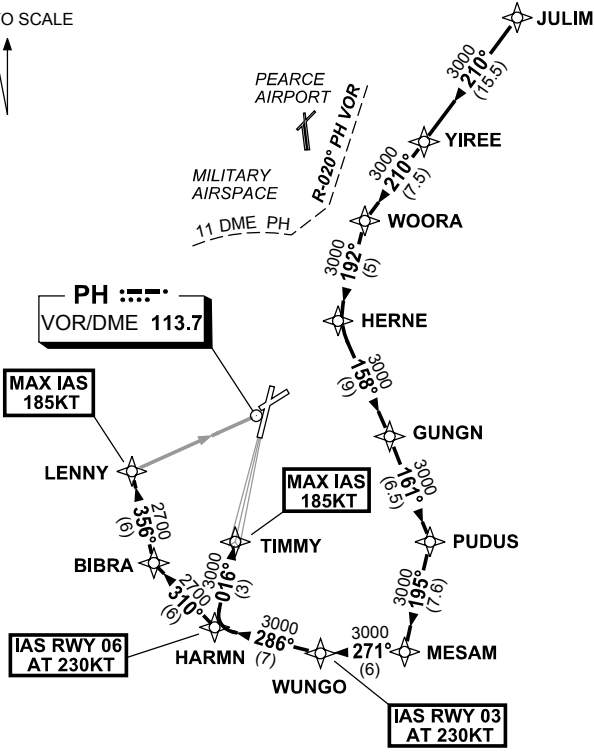 O SCALE
JULIM
3000
210°
(15.5)
PEARCE
AIRPORT
R-020° PH VOR
YIREE
3000
210°
(7.5)
MILITARY
AIRSPACE
11 DME PH
WOORA
3000
192°
(5)
PH
VOR/DME 113.7
HERNE
3000
158°
(9)
MAX IAS
185KT
GUNGN
LENNY
3000
161°
(6.5)
MAX IAS
185KT
2700
356°
(6)
TIMMY
PUDUS
BIBRA
3000
016°
(3)
3000
195°
(7.6)
2700
310°
(6)
IAS RWY 06
AT 230KT
HARMN
3000
286°
(7)
3000
271°
(6)
MESAM
WUNGO
IAS RWY 03
AT 230KT